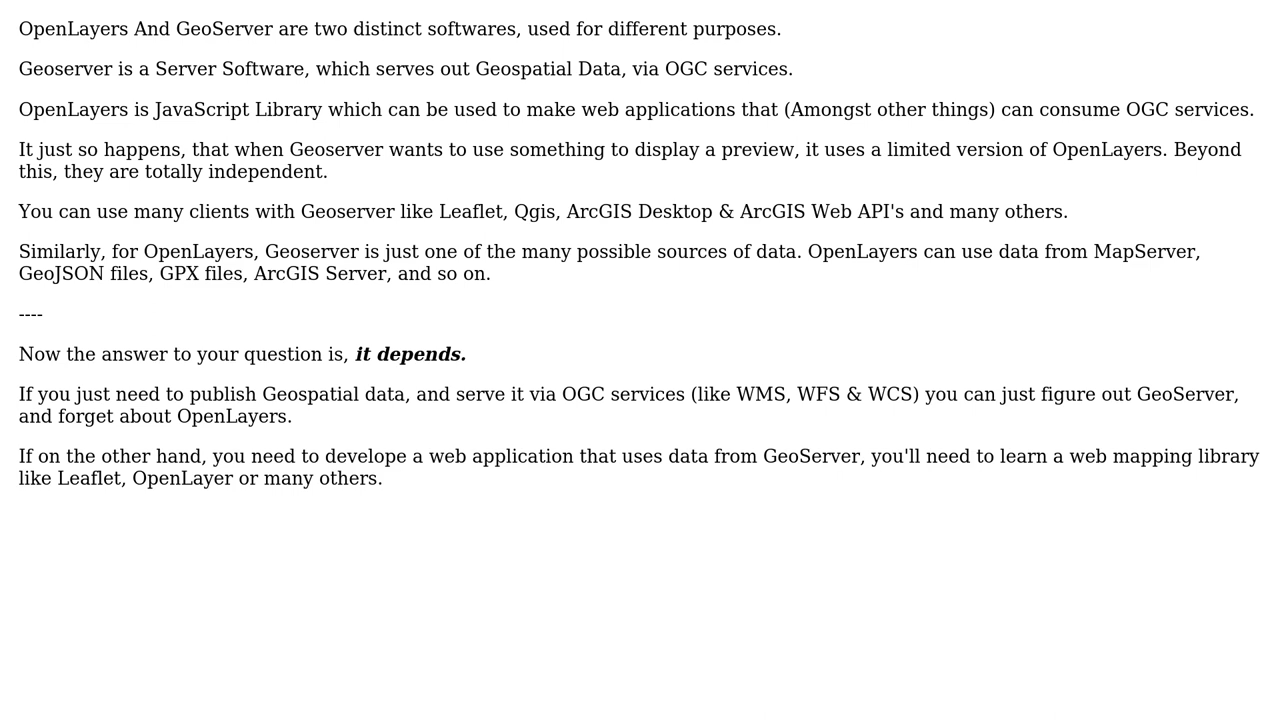 OpenLayers And GeoServer are two distinct softwares, used for different purposes.
Geoserver is a Server Software, which serves out Geospatial Data, via OGC services.
OpenLayers is JavaScript Library which can be used to make web applications that (Amongst other things) can consume OGC services.
It just so happens, that when Geoserver wants to use something to display a preview, it uses a limited version of OpenLayers. Beyond
this, they are totally independent.
You can use many clients with Geoserver like Leaflet, Qgis, ArcGIS Desktop & ArcGIS Web API's and many others.
Similarly, for OpenLayers, Geoserver is just one of the many possible sources of data. OpenLayers can use data from MapServer,
GeoJSON files, GPX files, ArcGIS Server, and so on.
----
Now the answer to your question is, it depends.
If you just need to publish Geospatial data, and serve it via OGC services (like WMS, WFS & WCS) you can just figure out GeoServer,
and forget about OpenLayers.
If on the other hand, you need to develope a web application that uses data from GeoServer, you'll need to learn a web mapping library
like Leaflet, OpenLayer or many others.